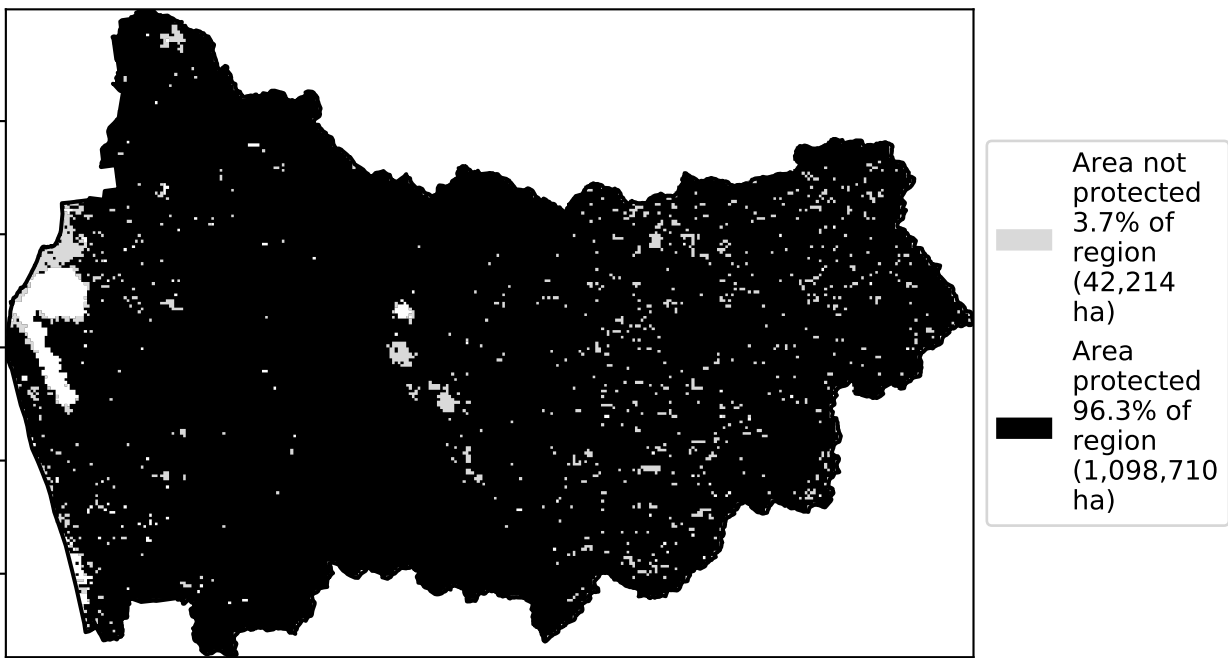 Area not
protected
3.7% of
region
(42,214
ha)
Area
protected
96.3% of
region
(1,098,710
ha)